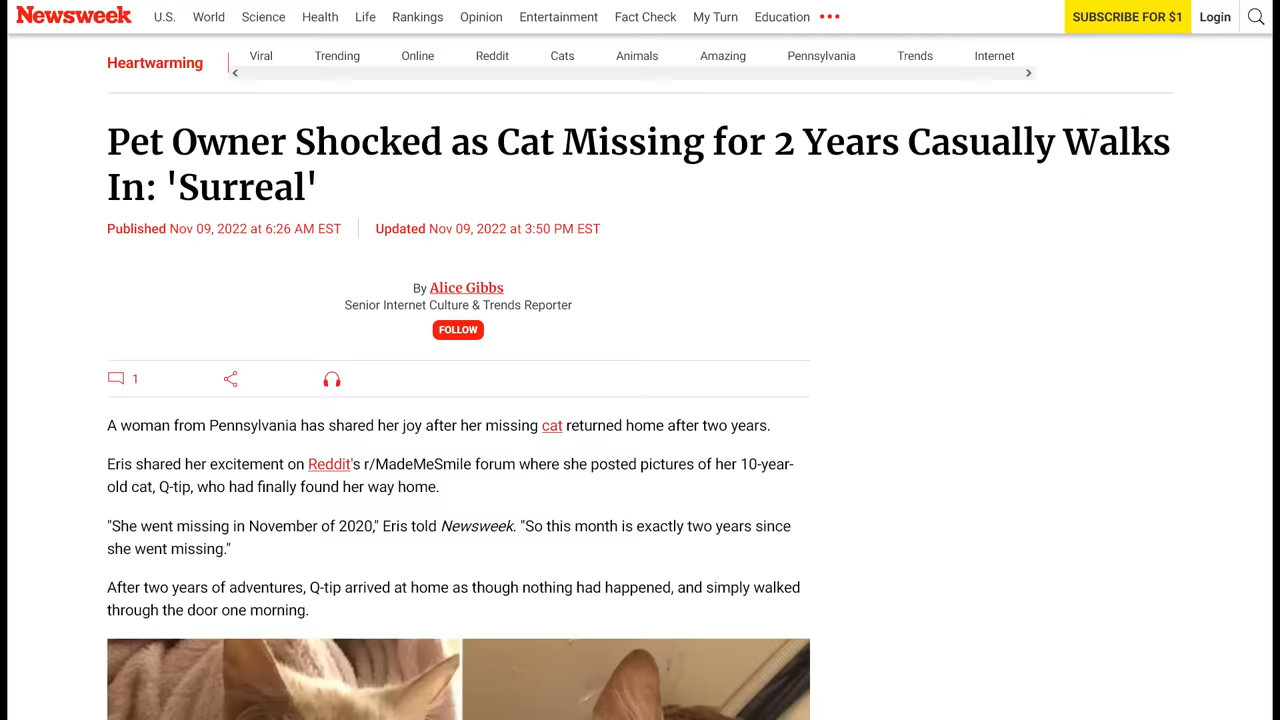 Newsweek
U.S. World Science Health Life Rankings Opinion Entertainment Fact Check My Turn Education SUBSCRIBE FOR $1 Login
Heartwarming Viral Trending Online Reddit Cats Animals Amazing Pennsylvania Trends Internet
Pet Owner Shocked as Cat Missing for 2 Years Casually Walks
In: 'Surreal'
Published Nov 09, 2022 at 6:26 AM EST Updated Nov 09, 2022 at 3:50 PM EST
By Alice Gibbs
Senior Internet Culture & Trends Reporter
FOLLOW
1
A woman from Pennsylvania has shared her joy after her missing cat returned home after two years.
Eris shared her excitement on Reddit's r/MadeMeSmile forum where she posted pictures of her 10-year-
old cat, Q-tip, who had finally found her way home.
"She went missing in November of 2020," Eris told Newsweek. "So this month is exactly two years since
she went missing."
After two years of adventures, Q-tip arrived at home as though nothing had happened, and simply walked
through the door one morning.